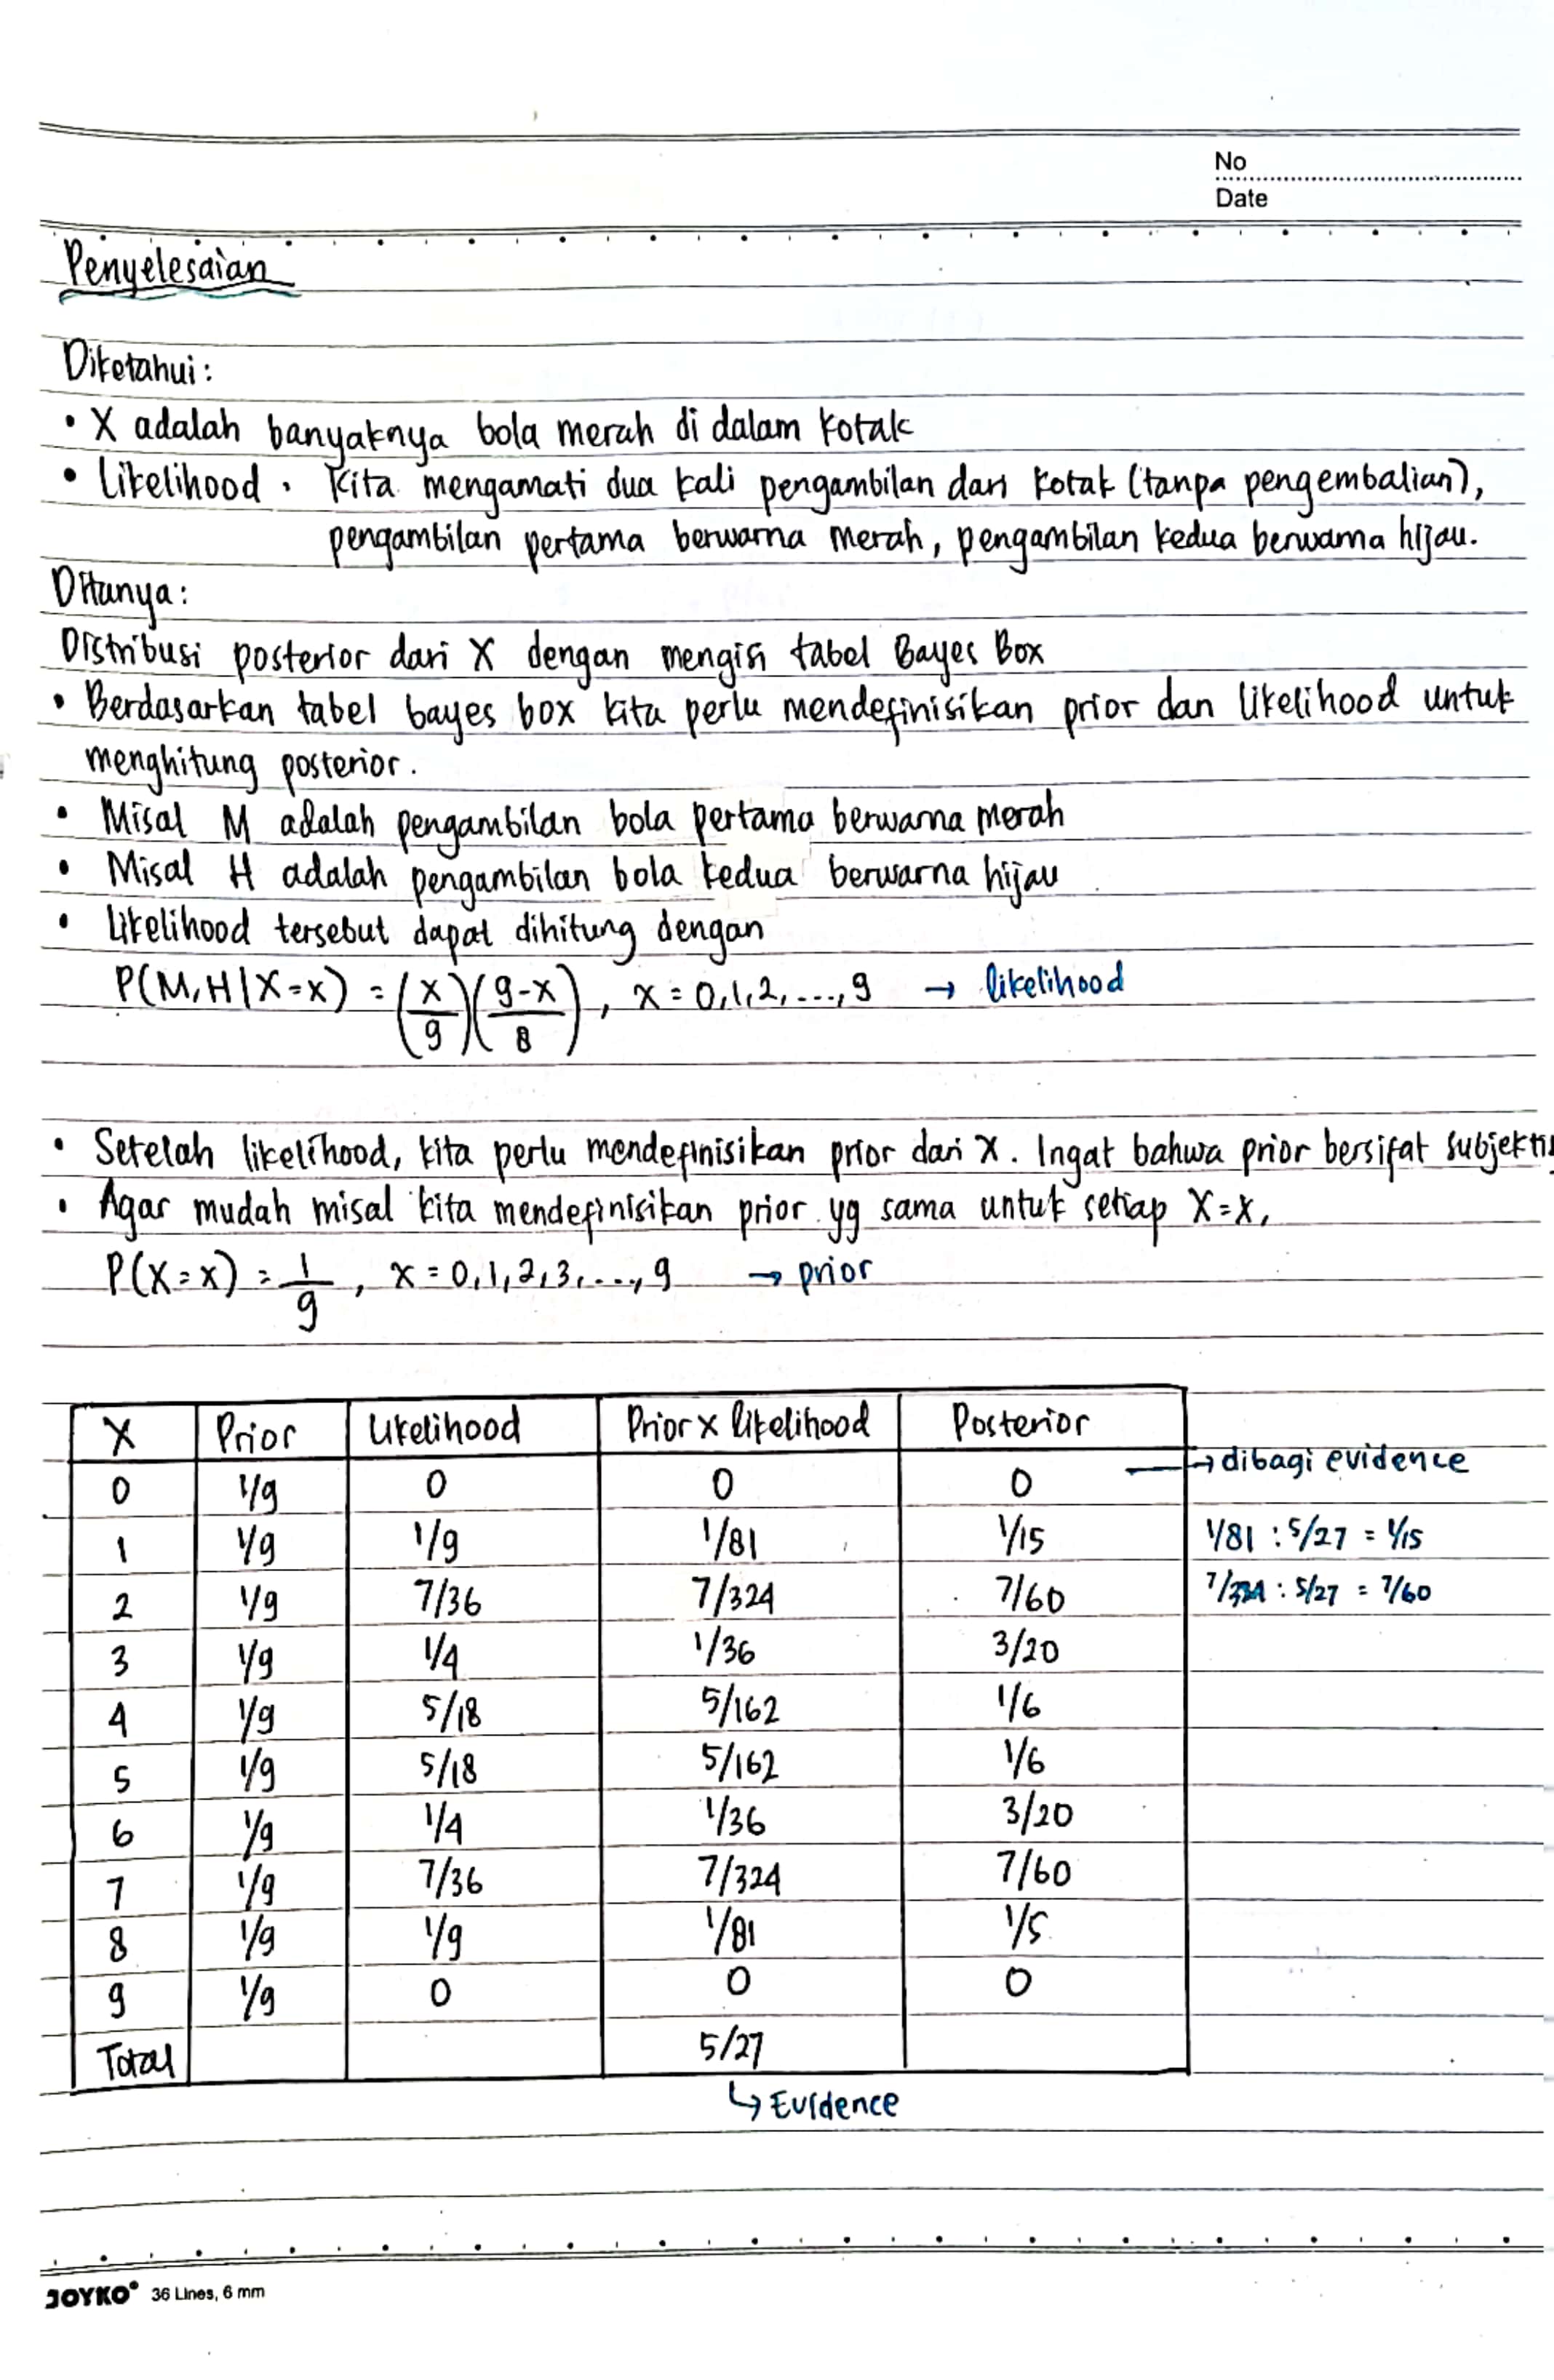 No
Date
Penyelesaian
Diketahui:
• X adalah banyaknya bola merah di dalam kotak
• Likelihood. Kita mengamati dua kali pengambilan dari kotak (tanpa pengembalian),
pengambilan pertama berwarna merah, pengambilan kedua berwarna hijau.
Ditanya:
Distribusi posterior dari X dengan mengisi tabel Bayes Box
• Berdasarkan tabel bayes box kita perlu mendefinisikan prior dan likelihood untuk
menghitung posterior.
• Misal M adalah pengambilan bola pertama berwarna merah
• Misal H adalah pengambilan bola kedua berwarna hijau
• likelihood tersebut dapat dihitung dengan
P(M,H|X=x) = (x/9)(9-x/8), x = 0,1,2,...,9 → likelihood
• Setelah likelihood, kita perlu mendefinisikan prior dari X. Ingat bahwa prior bersifat subjektif
• Agar mudah misal kita mendefinisikan prior yg sama untuk setiap X=x,
P(X=x) = 1/9, x = 0,1,2,3,...,9 → prior
X Prior Likelihood Prior x likelihood Posterior
→ dibagi evidence
0 1/9 0 0 0
1 1/9 1/9 1/81 1/15 1/81 : 5/27 = 1/15
2 1/9 7/36 7/324 7/60 7/324 : 5/27 = 7/60
3 1/9 1/4 1/36 3/20
4 1/9 5/18 5/162 1/6
5 1/9 5/18 5/162 1/6
6 1/9 1/4 1/36 3/20
7 1/9 7/36 7/324 7/60
8 1/9 1/9 1/81 1/5
9 1/9 0 0 0
Total 5/27
↳ Evidence
JOYKO® 36 Lines, 6 mm